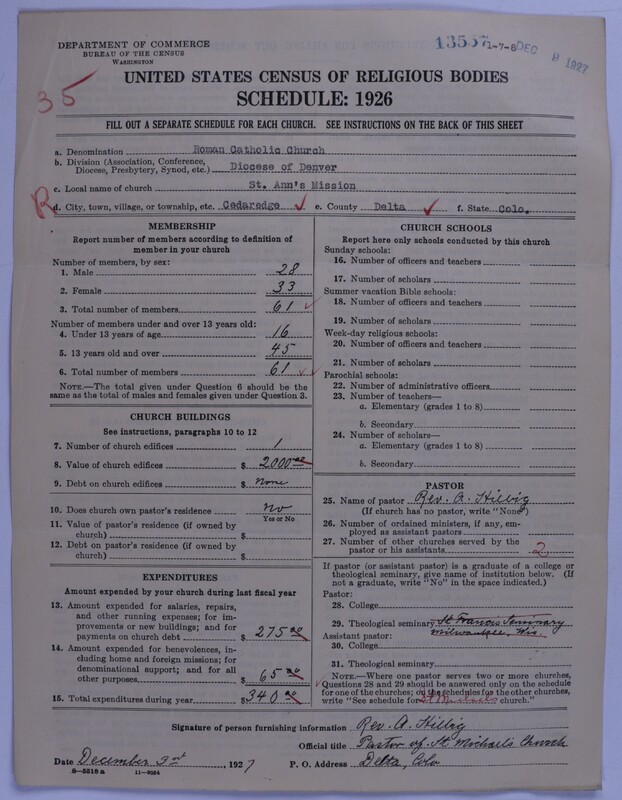 DEPARTMENT OF COMMERCE
BUREAU OF THE CENSUS
WASHINGTON
1-7-8 DEC 8 1927
35
UNITED STATES CENSUS OF RELIGIOUS BODIES
SCHEDULE: 1926
FILL OUT A SEPARATE SCHEDULE FOR EACH CHURCH. SEE INSTRUCTIONS ON THE BACK OF THIS SHEET
a. Denomination Roman Catholic Church
b. Division (Association, Conference, Diocese, Presbytery, Synod, etc.) Diocese of Denver
c. Local name of church St. Ann's Mission
R d. City, town, village, or township, etc. Cedaredge ✓ e. County Delta ✓ f. State Colo.
MEMBERSHIP
Report number of members according to definition of
member in your church
Number of members, by sex:
1. Male 28
2. Female 33
3. Total number of members 61 ✓
Number of members under and over 13 years old:
4. Under 13 years of age 16
5. 13 years old and over 45
6. Total number of members 61 ✓✓
NOTE.—The total given under Question 6 should be the
same as the total of males and females given under Question 3.
CHURCH BUILDINGS
See instructions, paragraphs 10 to 12
7. Number of church edifices 1
8. Value of church edifices $ 2000.00
9. Debt on church edifices $ None
10. Does church own pastor's residence No
Yes or No
11. Value of pastor's residence (if owned by
church) $
12. Debt on pastor's residence (if owned by
church) $
EXPENDITURES
Amount expended by your church during last fiscal year
13. Amount expended for salaries, repairs,
and other running expenses; for im-
provements or new buildings; and for
payments on church debt $ 275.00
14. Amount expended for benevolences, in-
cluding home and foreign missions; for
denominational support; and for all
other purposes $ 65.00
15. Total expenditures during year $ 340.00
CHURCH SCHOOLS
Report here only schools conducted by this church
Sunday schools:
16. Number of officers and teachers
17. Number of scholars
Summer vacation Bible schools:
18. Number of officers and teachers
19. Number of scholars
Week-day religious schools:
20. Number of officers and teachers
21. Number of scholars
Parochial schools:
22. Number of administrative officers
23. Number of teachers—
a. Elementary (grades 1 to 8)
b. Secondary
24. Number of scholars—
a. Elementary (grades 1 to 8)
b. Secondary
PASTOR
25. Name of pastor Rev. A. Hilbig
(If church has no pastor, write "None")
26. Number of ordained ministers, if any, em-
ployed as assistant pastors
27. Number of other churches served by the
pastor or his assistants 2
If pastor (or assistant pastor) is a graduate of a college or
theological seminary, give name of institution below. (If
not a graduate, write "No" in the space indicated.)
Pastor:
28. College
29. Theological seminary St Francis Seminary
Milwaukee, Wis.
Assistant pastor:
30. College
31. Theological seminary
NOTE.—Where one pastor serves two or more churches,
Questions 28 and 29 should be answered only on the schedule
for one of the churches; on the schedules for the other churches,
write "See schedule for St Michaels church."
Signature of person furnishing information Rev. A. Hilbig
Official title Pastor of St Michaels Church
Date December 3rd, 1927 P. O. Address Delta, Colo
8—5518 a 11—9054